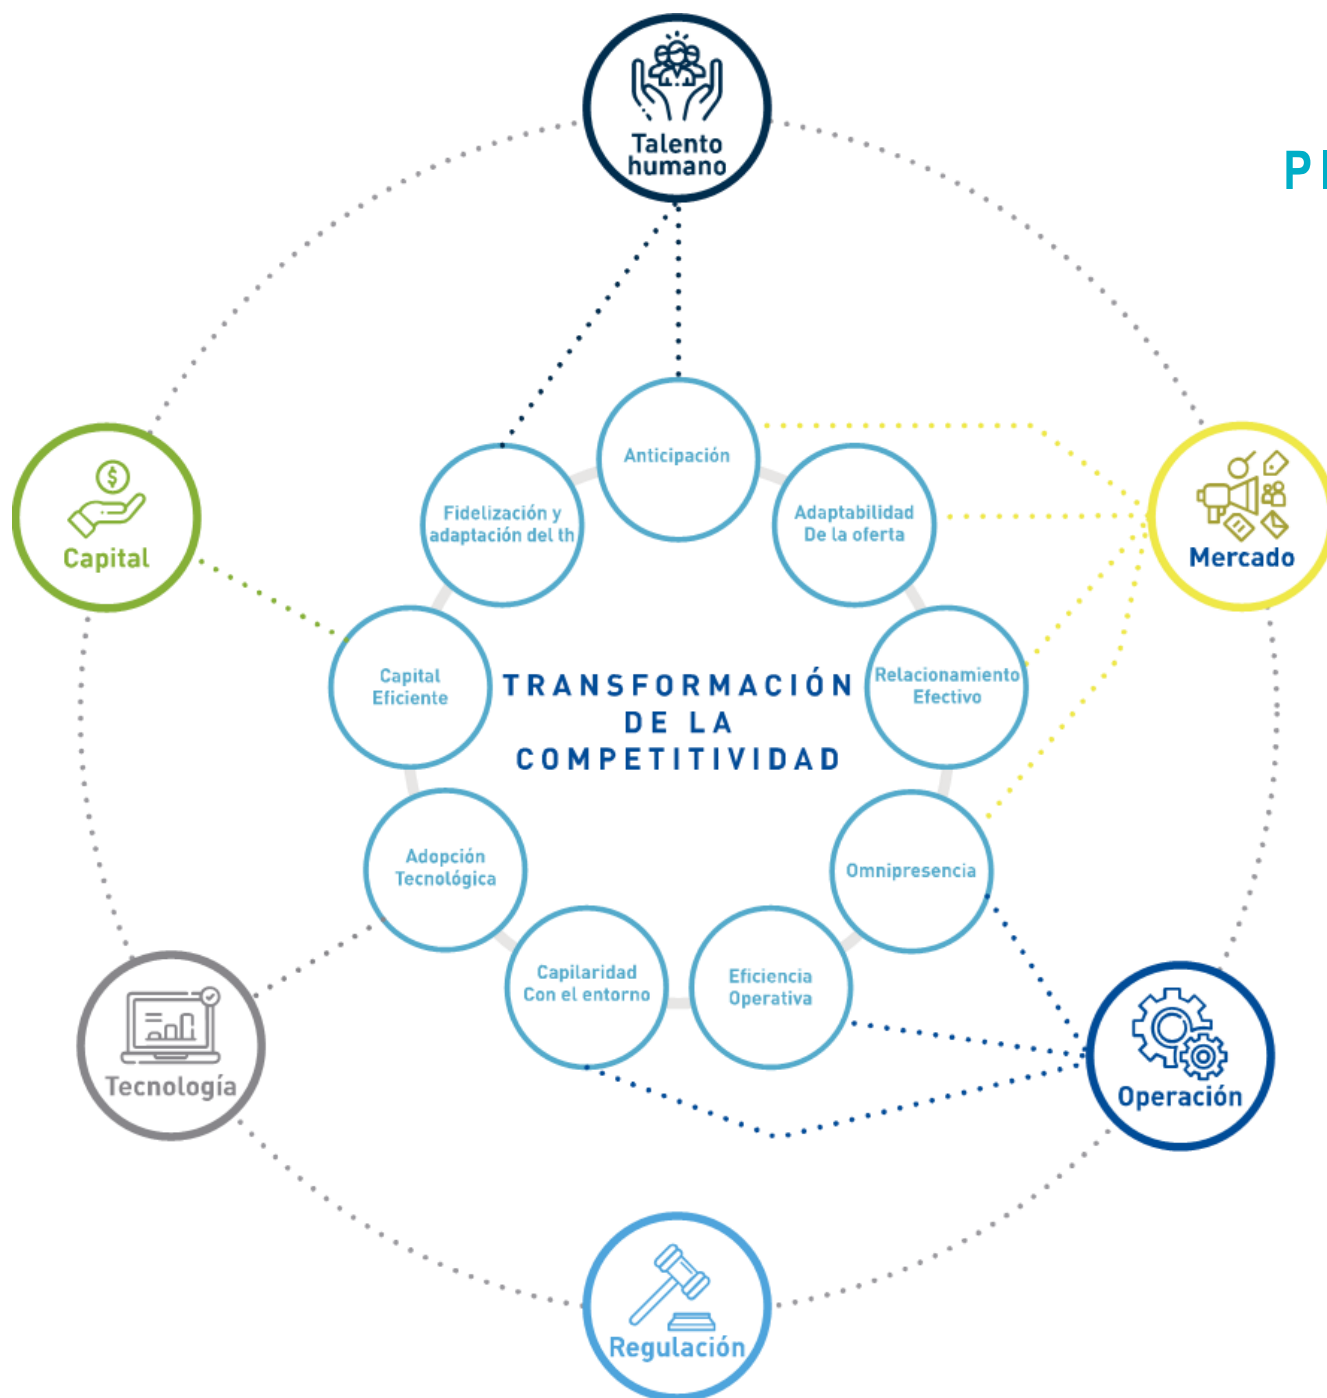 Talento
humano
Mercado
Operación
Regulación
Tecnología
Capital
Anticipación
Adaptabilidad
De la oferta
Relacionamiento
Efectivo
Omnipresencia
Eficiencia
Operativa
Capilaridad
Con el entorno
Adopción
Tecnológica
Capital
Eficiente
Fidelización y
adaptación del th
TRANSFORMACIÓN
DE LA
COMPETITIVIDAD